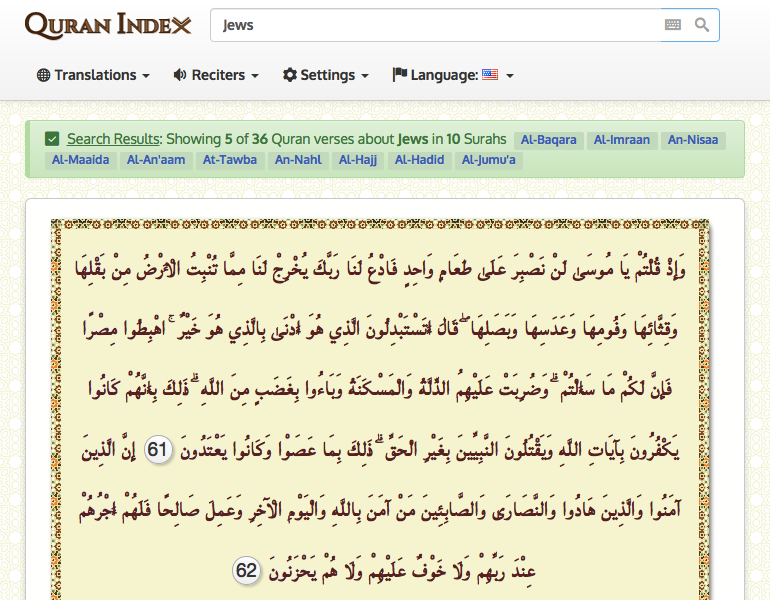 QURAN INDEX
Jews
Translations Reciters Settings Language:
Search Results: Showing 5 of 36 Quran verses about Jews in 10 Surahs Al-Baqara Al-Imraan An-Nisaa
Al-Maaida Al-An'aam At-Tawba An-Nahl Al-Hajj Al-Hadid Al-Jumu'a
وَإِذْ قُلْتُمْ يَا مُوسَىٰ لَنْ نَصْبِرَ عَلَىٰ طَعَامٍ وَاحِدٍ فَادْعُ لَنَا رَبَّكَ يُخْرِجْ لَنَا مِمَّا تُنْبِتُ الْأَرْضُ مِنْ بَقْلِهَا
وَقِثَّائِهَا وَفُومِهَا وَعَدَسِهَا وَبَصَلِهَا ۖ قَالَ أَتَسْتَبْدِلُونَ الَّذِي هُوَ أَدْنَىٰ بِالَّذِي هُوَ خَيْرٌ ۚ اهْبِطُوا مِصْرًا
فَإِنَّ لَكُمْ مَا سَأَلْتُمْ ۗ وَضُرِبَتْ عَلَيْهِمُ الذِّلَّةُ وَالْمَسْكَنَةُ وَبَاءُوا بِغَضَبٍ مِنَ اللَّهِ ۗ ذَٰلِكَ بِأَنَّهُمْ كَانُوا
يَكْفُرُونَ بِآيَاتِ اللَّهِ وَيَقْتُلُونَ النَّبِيِّينَ بِغَيْرِ الْحَقِّ ۗ ذَٰلِكَ بِمَا عَصَوْا وَكَانُوا يَعْتَدُونَ 61 إِنَّ الَّذِينَ
آمَنُوا وَالَّذِينَ هَادُوا وَالنَّصَارَىٰ وَالصَّابِئِينَ مَنْ آمَنَ بِاللَّهِ وَالْيَوْمِ الْآخِرِ وَعَمِلَ صَالِحًا فَلَهُمْ أَجْرُهُمْ
عِنْدَ رَبِّهِمْ وَلَا خَوْفٌ عَلَيْهِمْ وَلَا هُمْ يَحْزَنُونَ 62